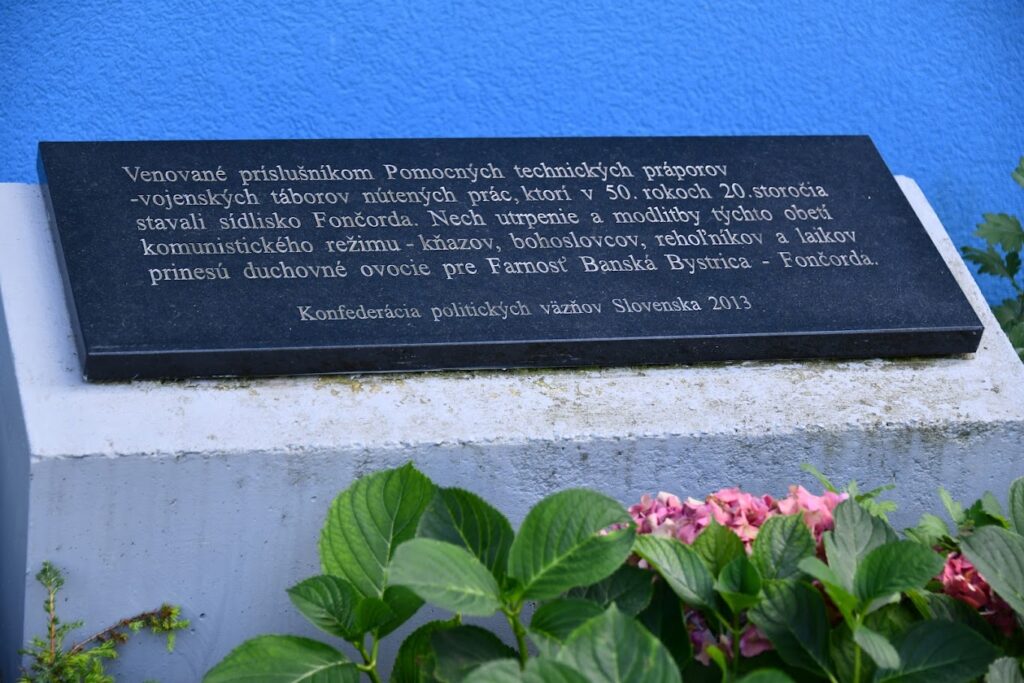 Venované príslušníkom Pomocných technických práporov
-vojenských táborov nútených prác, ktorí v 50. rokoch 20. storočia
stavali sídlisko Fončorda. Nech utrpenie a modlitby týchto obetí
komunistického režimu - kňazov, bohoslovcov, rehoľníkov a laikov
prinesú duchovné ovocie pre Farnosť Banská Bystrica - Fončorda.
Konfederácia politických väzňov Slovenska 2013